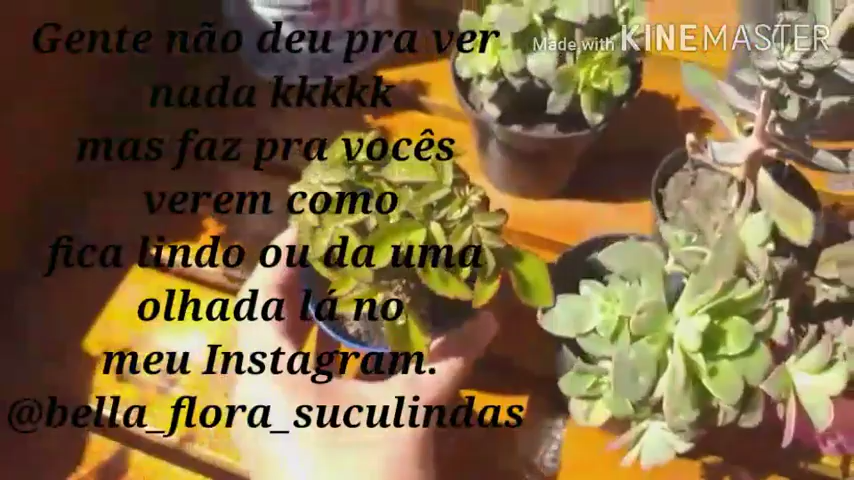 Gente não deu pra ver
nada kkkkk
mas faz pra vocês
verem como
fica lindo ou da uma
olhada lá no
meu Instagram.
@bella_flora_suculindas
Made with KINEMASTER